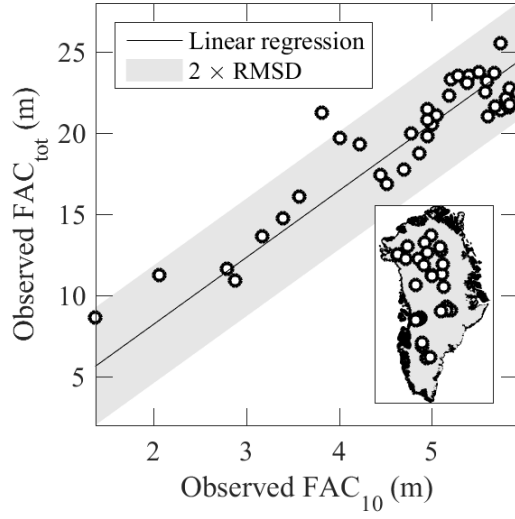 Linear regression
2 × RMSD
25
20
15
10
5
Observed FAC_tot (m)
2 3 4 5
Observed FAC_10 (m)